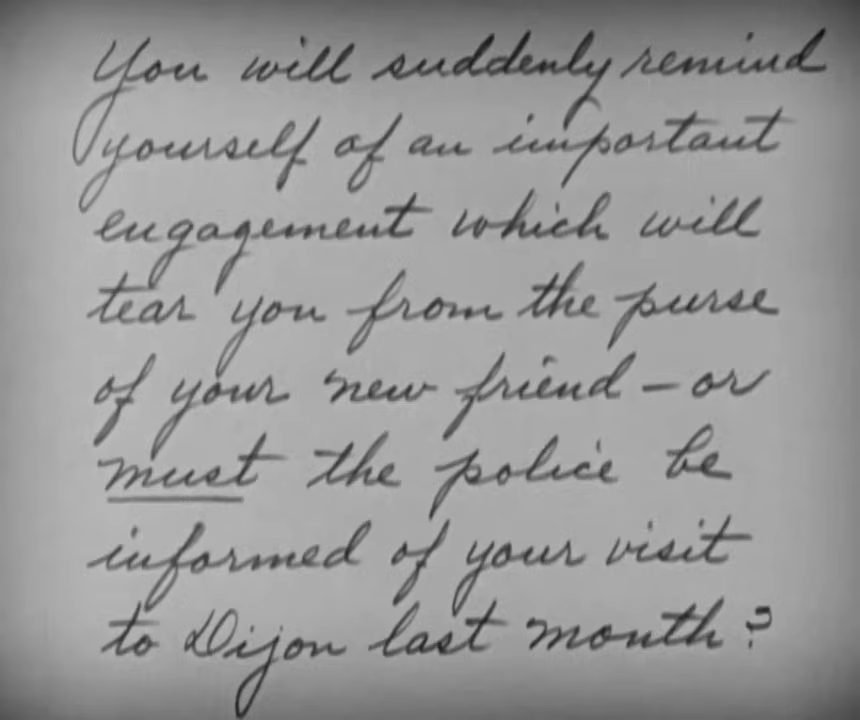 You will suddenly remind
yourself of an important
engagement which will
tear you from the purse
of your new friend — or
must the police be
informed of your visit
to Dijon last month?